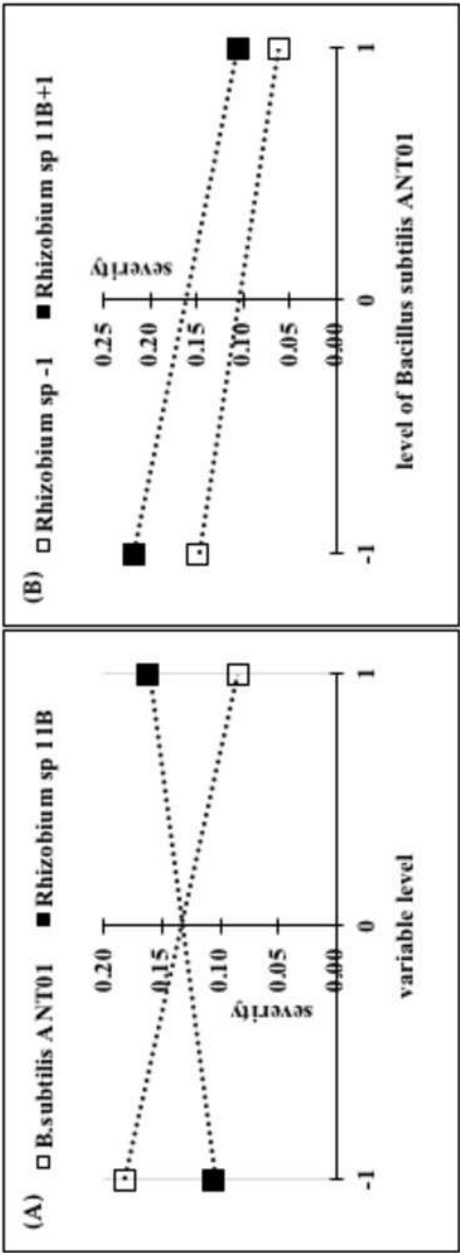 (A)
□ B.subtilis ANT01 ■ Rhizobium sp 11B
0.20
0.15
0.10
0.05
0.00
severity
-1 0 1
variable level
(B)
□ Rhizobium sp -1 ■ Rhizobium sp 11B+1
0.25
0.20
0.15
0.10
0.05
0.00
severity
-1 0 1
level of Bacillus subtilis ANT01